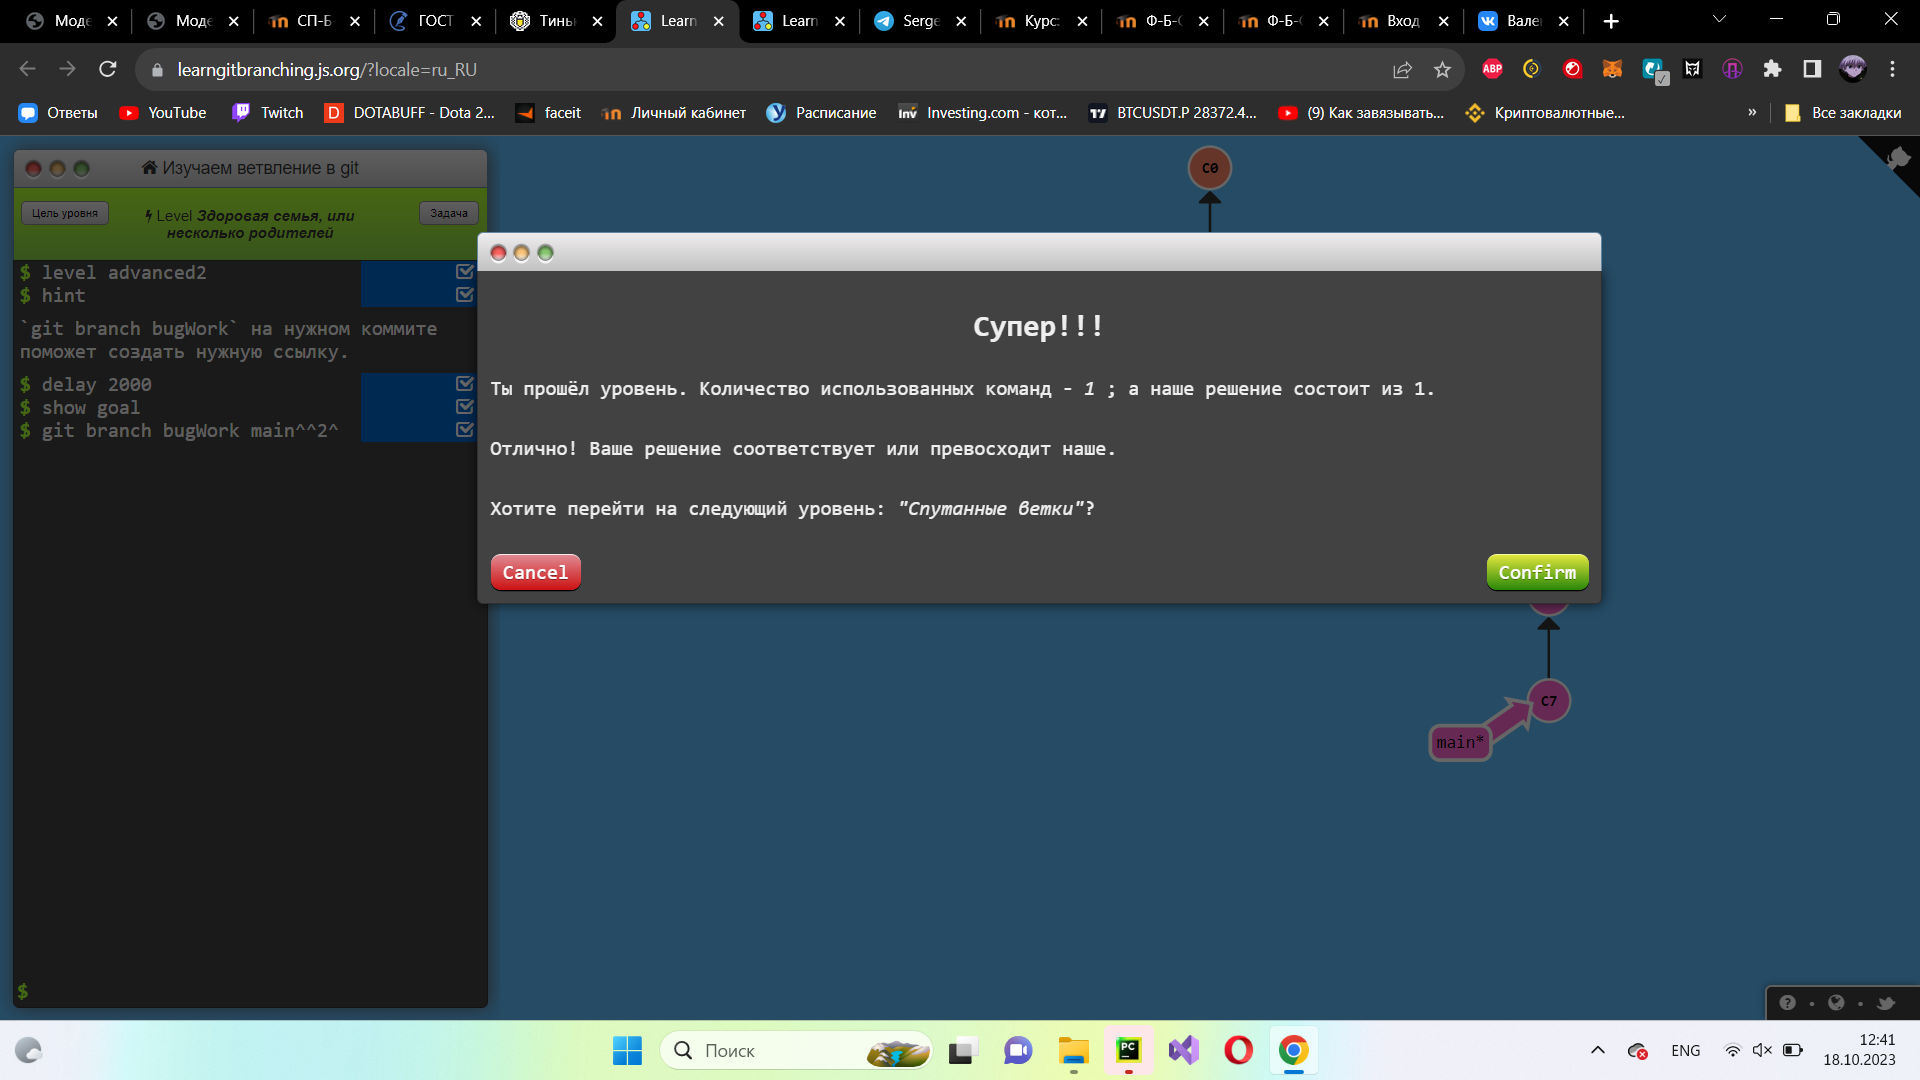 Моде
Моде
СП-Б
ГОСТ
Тиньк
Learn
Learn
Serge
Курс:
Ф-Б-С
Ф-Б-С
Вход
Вале
learngitbranching.js.org/?locale=ru_RU
ABP
Ответы
YouTube
Twitch
DOTABUFF - Dota 2...
faceit
Личный кабинет
Расписание
Investing.com - кот...
BTCUSDT.P 28372.4...
(9) Как завязывать...
Криптовалютные...
»
Все закладки
Изучаем ветвление в git
Цель уровня
Level Здоровая семья, или
несколько родителей
Задача
$ level advanced2
$ hint
`git branch bugWork` на нужном коммите
поможет создать нужную ссылку.
$ delay 2000
$ show goal
$ git branch bugWork main^^2^
$
C0
Супер!!!
Ты прошёл уровень. Количество использованных команд - 1 ; а наше решение состоит из 1.
Отлично! Ваше решение соответствует или превосходит наше.
Хотите перейти на следующий уровень: "Спутанные ветки"?
Cancel
Confirm
C7
main*
Поиск
PC
ENG
12:41
18.10.2023